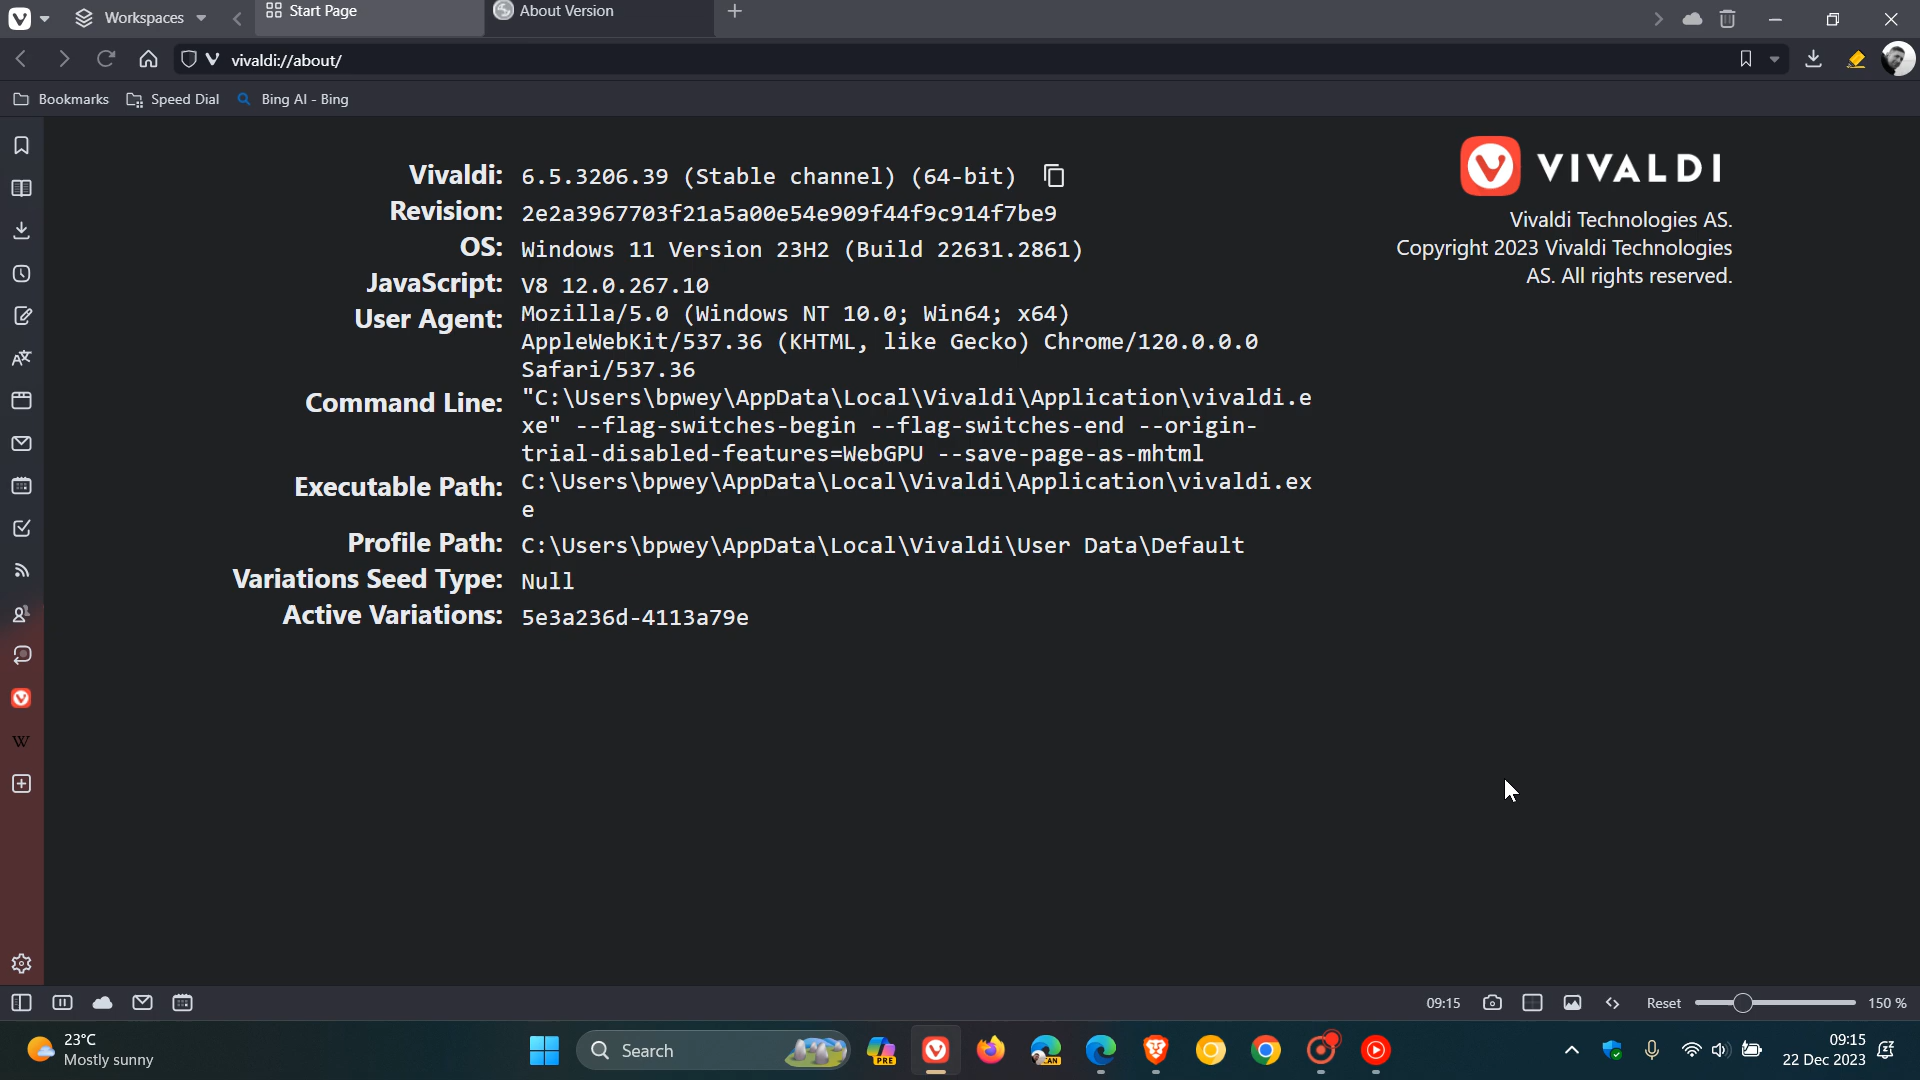 Workspaces
Start Page
About Version
vivaldi://about/
Bookmarks
Speed Dial
Bing AI - Bing
Vivaldi: 6.5.3206.39 (Stable channel) (64-bit)
Revision: 2e2a3967703f21a5a00e54e909f44f9c914f7be9
OS: Windows 11 Version 23H2 (Build 22631.2861)
JavaScript: V8 12.0.267.10
User Agent: Mozilla/5.0 (Windows NT 10.0; Win64; x64)
AppleWebKit/537.36 (KHTML, like Gecko) Chrome/120.0.0.0
Safari/537.36
Command Line: "C:\Users\bpwey\AppData\Local\Vivaldi\Application\vivaldi.e
xe" --flag-switches-begin --flag-switches-end --origin-
trial-disabled-features=WebGPU --save-page-as-mhtml
Executable Path: C:\Users\bpwey\AppData\Local\Vivaldi\Application\vivaldi.ex
e
Profile Path: C:\Users\bpwey\AppData\Local\Vivaldi\User Data\Default
Variations Seed Type: Null
Active Variations: 5e3a236d-4113a79e
VIVALDI
Vivaldi Technologies AS.
Copyright 2023 Vivaldi Technologies
AS. All rights reserved.
W
09:15
Reset
150 %
23°C
Mostly sunny
Search
PRE
CAN
09:15
22 Dec 2023